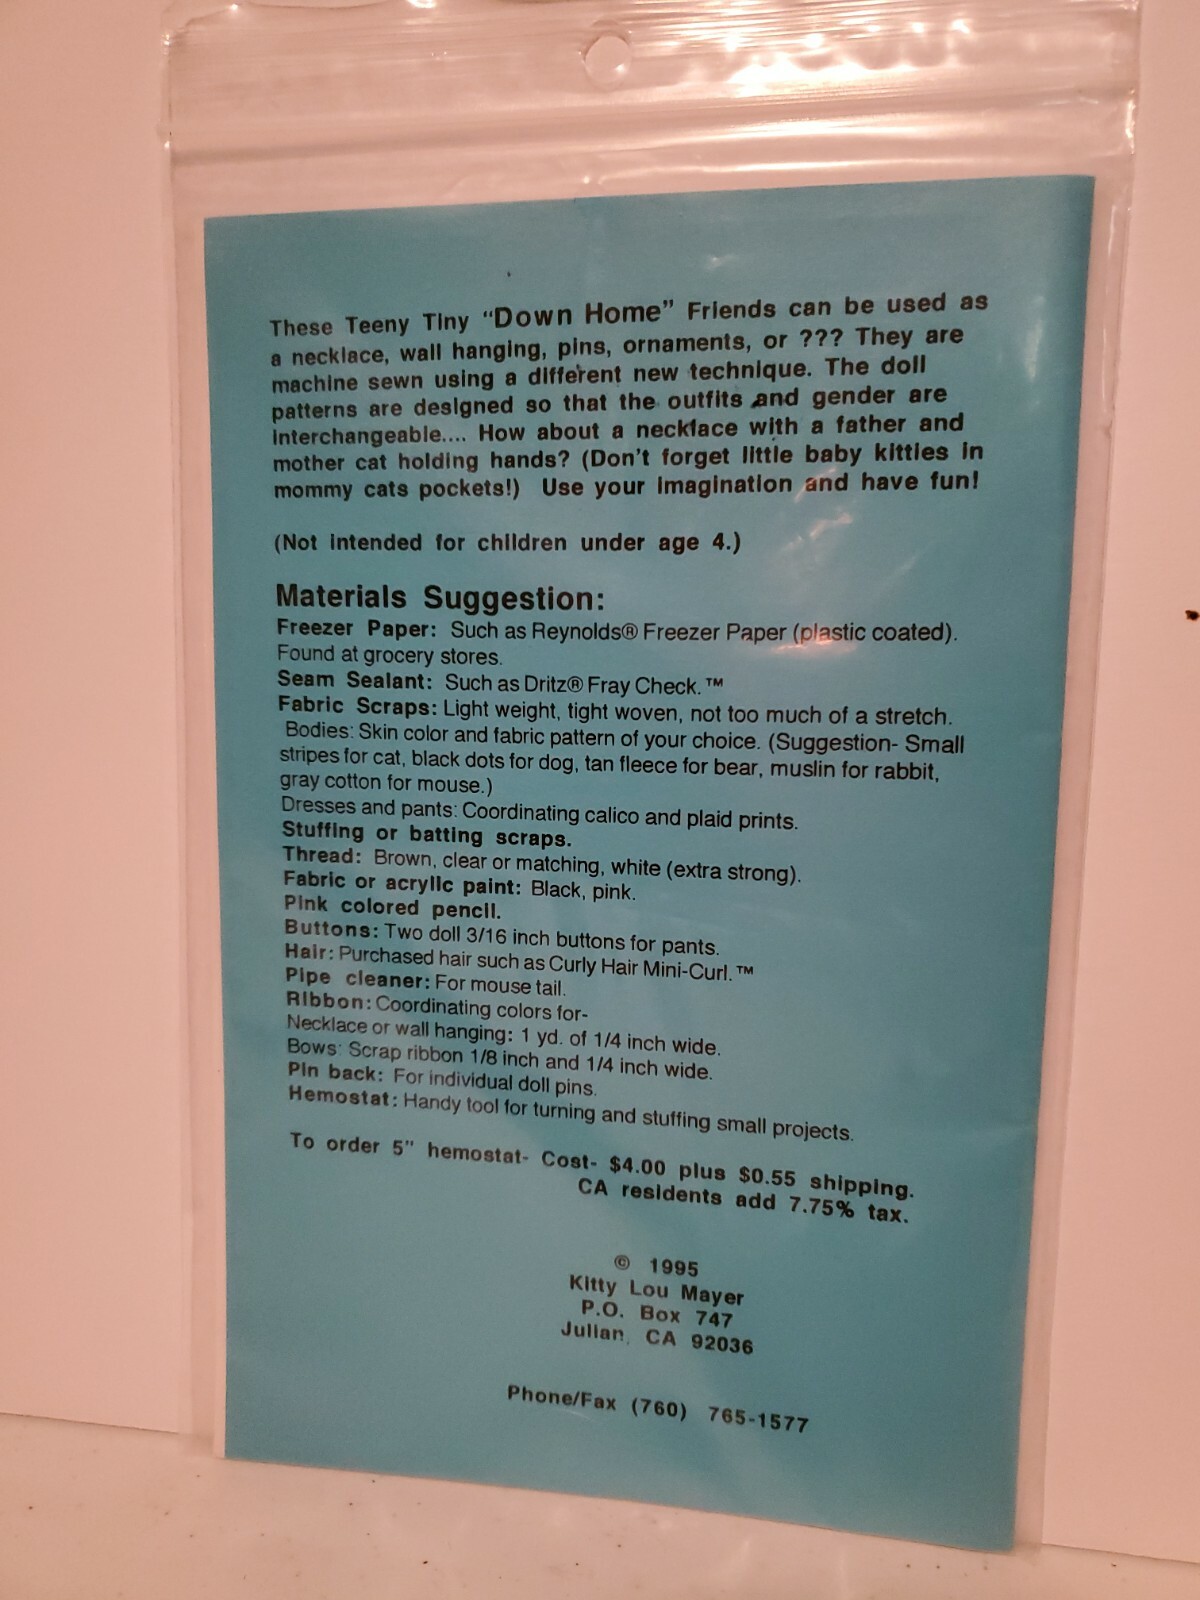 These Teeny Tiny “Down Home” Friends can be used as
a necklace, wall hanging, pins, ornaments, or ??? They are
machine sewn using a different new technique. The doll
patterns are designed so that the outfits and gender are
interchangeable.... How about a necklace with a father and
mother cat holding hands? (Don't forget little baby kitties in
mommy cats pockets!) Use your imagination and have fun!
(Not intended for children under age 4.)
Materials Suggestion:
Freezer Paper: Such as Reynolds® Freezer Paper (plastic coated).
Found at grocery stores.
Seam Sealant: Such as Dritz® Fray Check.™
Fabric Scraps: Light weight, tight woven, not too much of a stretch.
Bodies: Skin color and fabric pattern of your choice. (Suggestion- Small
stripes for cat, black dots for dog, tan fleece for bear, muslin for rabbit,
gray cotton for mouse.)
Dresses and pants: Coordinating calico and plaid prints.
Stuffing or batting scraps.
Thread: Brown, clear or matching, white (extra strong).
Fabric or acrylic paint: Black, pink.
Pink colored pencil.
Buttons: Two doll 3/16 inch buttons for pants.
Hair: Purchased hair such as Curly Hair Mini-Curl.™
Pipe cleaner: For mouse tail.
Ribbon: Coordinating colors for-
Necklace or wall hanging: 1 yd. of 1/4 inch wide.
Bows: Scrap ribbon 1/8 inch and 1/4 inch wide.
Pin back: For individual doll pins.
Hemostat: Handy tool for turning and stuffing small projects.
To order 5" hemostat- Cost- $4.00 plus $0.55 shipping.
CA residents add 7.75% tax.
© 1995
Kitty Lou Mayer
P.O. Box 747
Julian, CA 92036
Phone/Fax (760) 765-1577